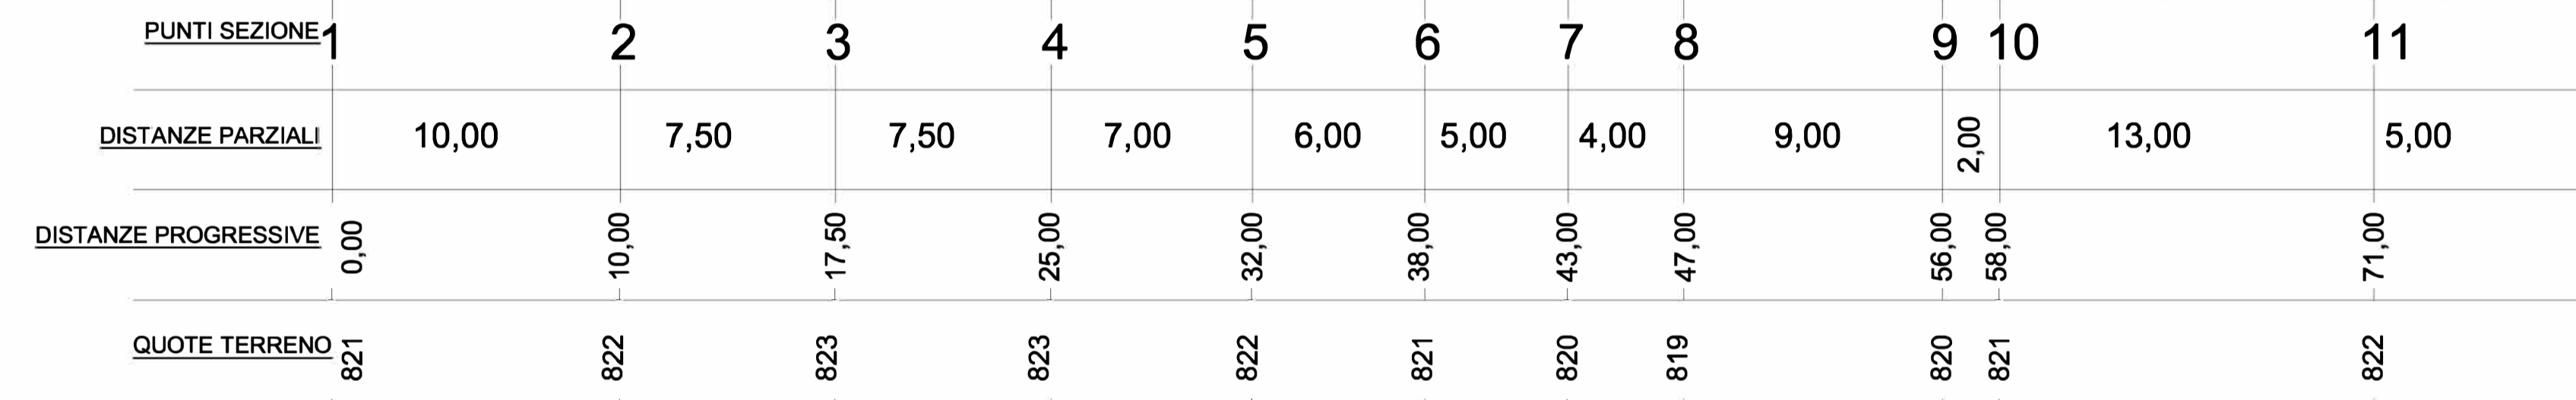 PUNTI SEZIONE 1 2 3 4 5 6 7 8 9 10 11
DISTANZE PARZIALI 10,00 7,50 7,50 7,00 6,00 5,00 4,00 9,00 2,00 13,00 5,00
DISTANZE PROGRESSIVE 0,00 10,00 17,50 25,00 32,00 38,00 43,00 47,00 56,00 58,00 71,00
QUOTE TERRENO 821 822 823 823 822 821 820 819 820 821 822